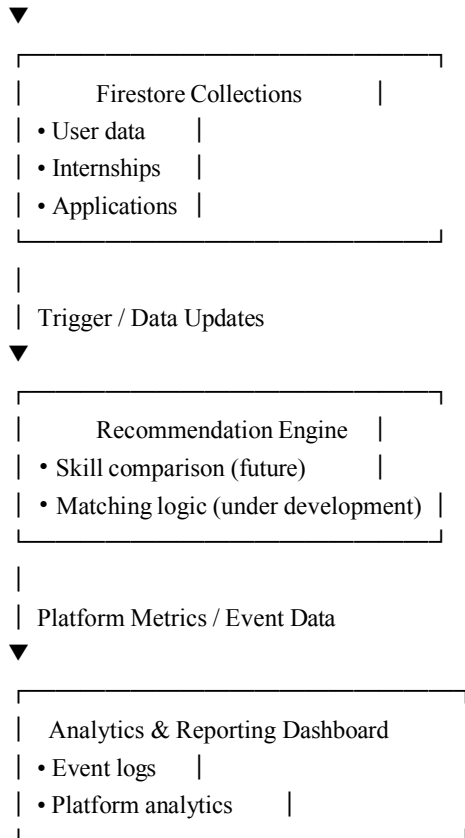 ▼
┌─────────────────────────┐
│ Firestore Collections │
│ • User data │
│ • Internships │
│ • Applications │
└─────────────────────────┘
│
│ Trigger / Data Updates
▼
┌─────────────────────────┐
│ Recommendation Engine │
│ • Skill comparison (future) │
│ • Matching logic (under development) │
└─────────────────────────┘
│
│ Platform Metrics / Event Data
▼
┌───────────────────────────┐
│ Analytics & Reporting Dashboard
│ • Event logs │
│ • Platform analytics │